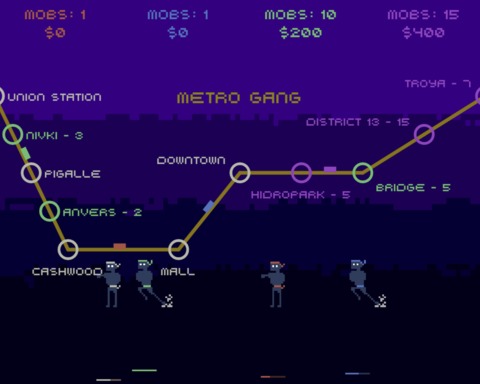 MOBS: 1
$0
MOBS: 1
$0
MOBS: 10
$200
MOBS: 15
$400
TROYA - 7
UNION STATION
METRO GANG
DISTRICT 13 - 15
NIVKI - 3
DOWNTOWN
PIGALLE
HIDROPARK - 5
BRIDGE - 5
ANVERS - 2
CASHWOOD
MALL